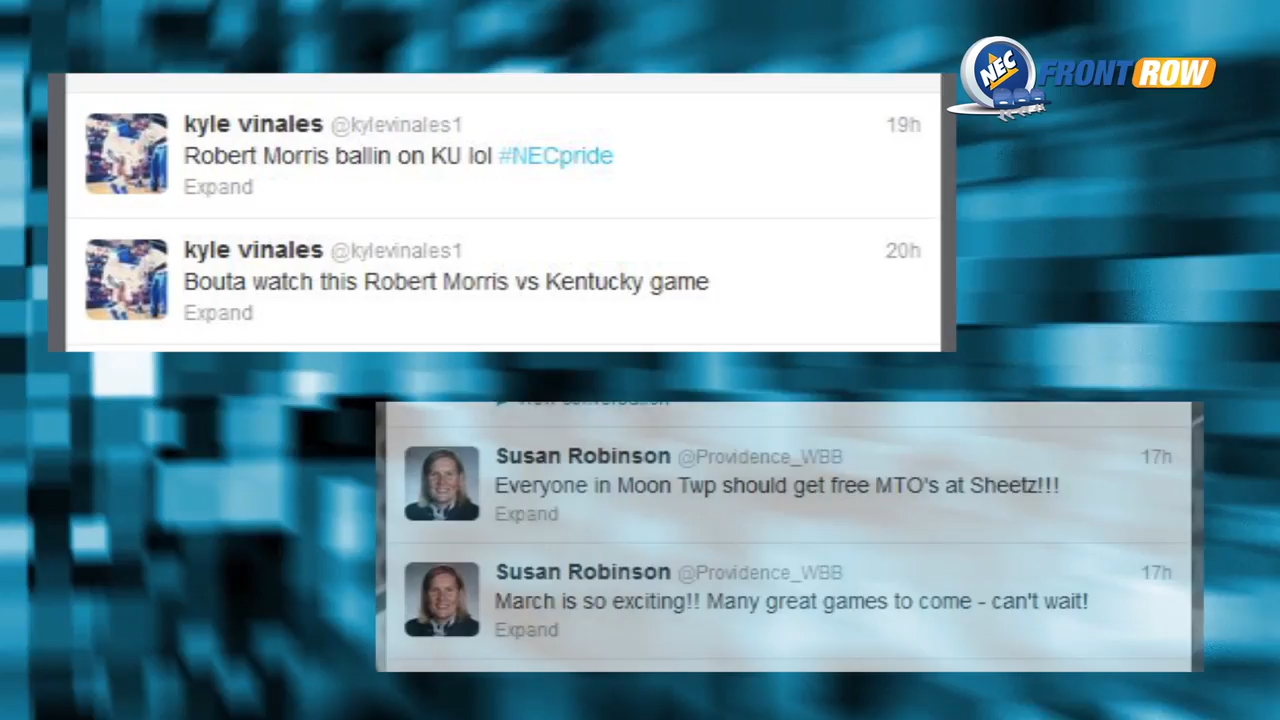 NEC FRONT ROW
kyle vinales @kylevinales1 19h
Robert Morris ballin on KU lol #NECpride
Expand
kyle vinales @kylevinales1 20h
Bouta watch this Robert Morris vs Kentucky game
Expand
Susan Robinson @Providence_WBB 17h
Everyone in Moon Twp should get free MTO's at Sheetz!!!
Expand
Susan Robinson @Providence_WBB 17h
March is so exciting!! Many great games to come - can't wait!
Expand